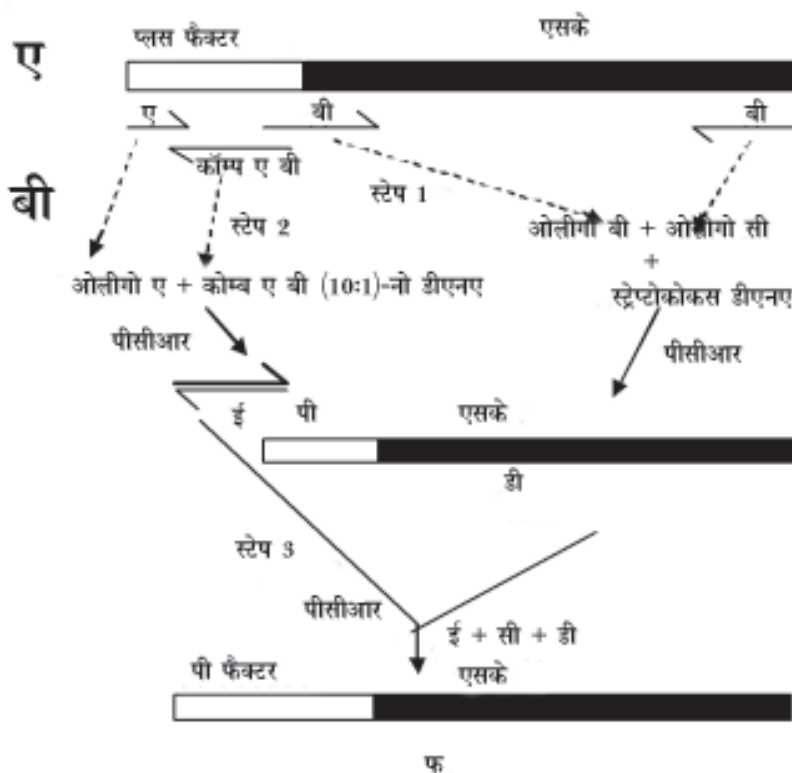 ए
प्लस फैक्टर
एसके
ए
बी
बी
कॉम्प ए बी
बी
स्टेप 1
स्टेप 2
ओलीगो बी + ओलीगो सी
+
ओलीगो ए + कोम्ब ए बी (10:1)-नो डीएनए
स्ट्रेप्टोकोकस डीएनए
पीसीआर
पीसीआर
ई
पी
एसके
डी
स्टेप 3
पीसीआर
ई + सी + डी
पी फैक्टर
एसके
फ